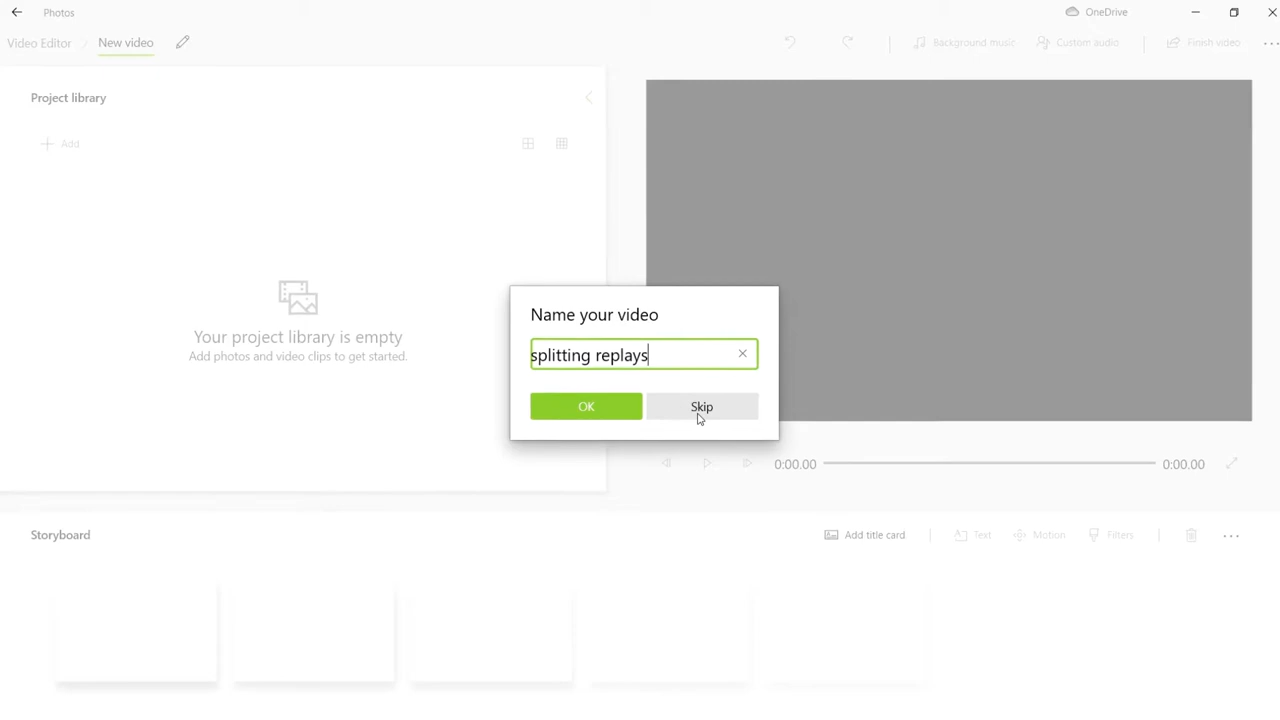 Photos
OneDrive
Video Editor
New video
Background music
Custom audio
Finish video
Project library
Add
Your project library is empty
Add photos and video clips to get started.
Name your video
splitting replays
OK
Skip
0:00.00
0:00.00
Storyboard
Add title card
Text
Motion
Filters